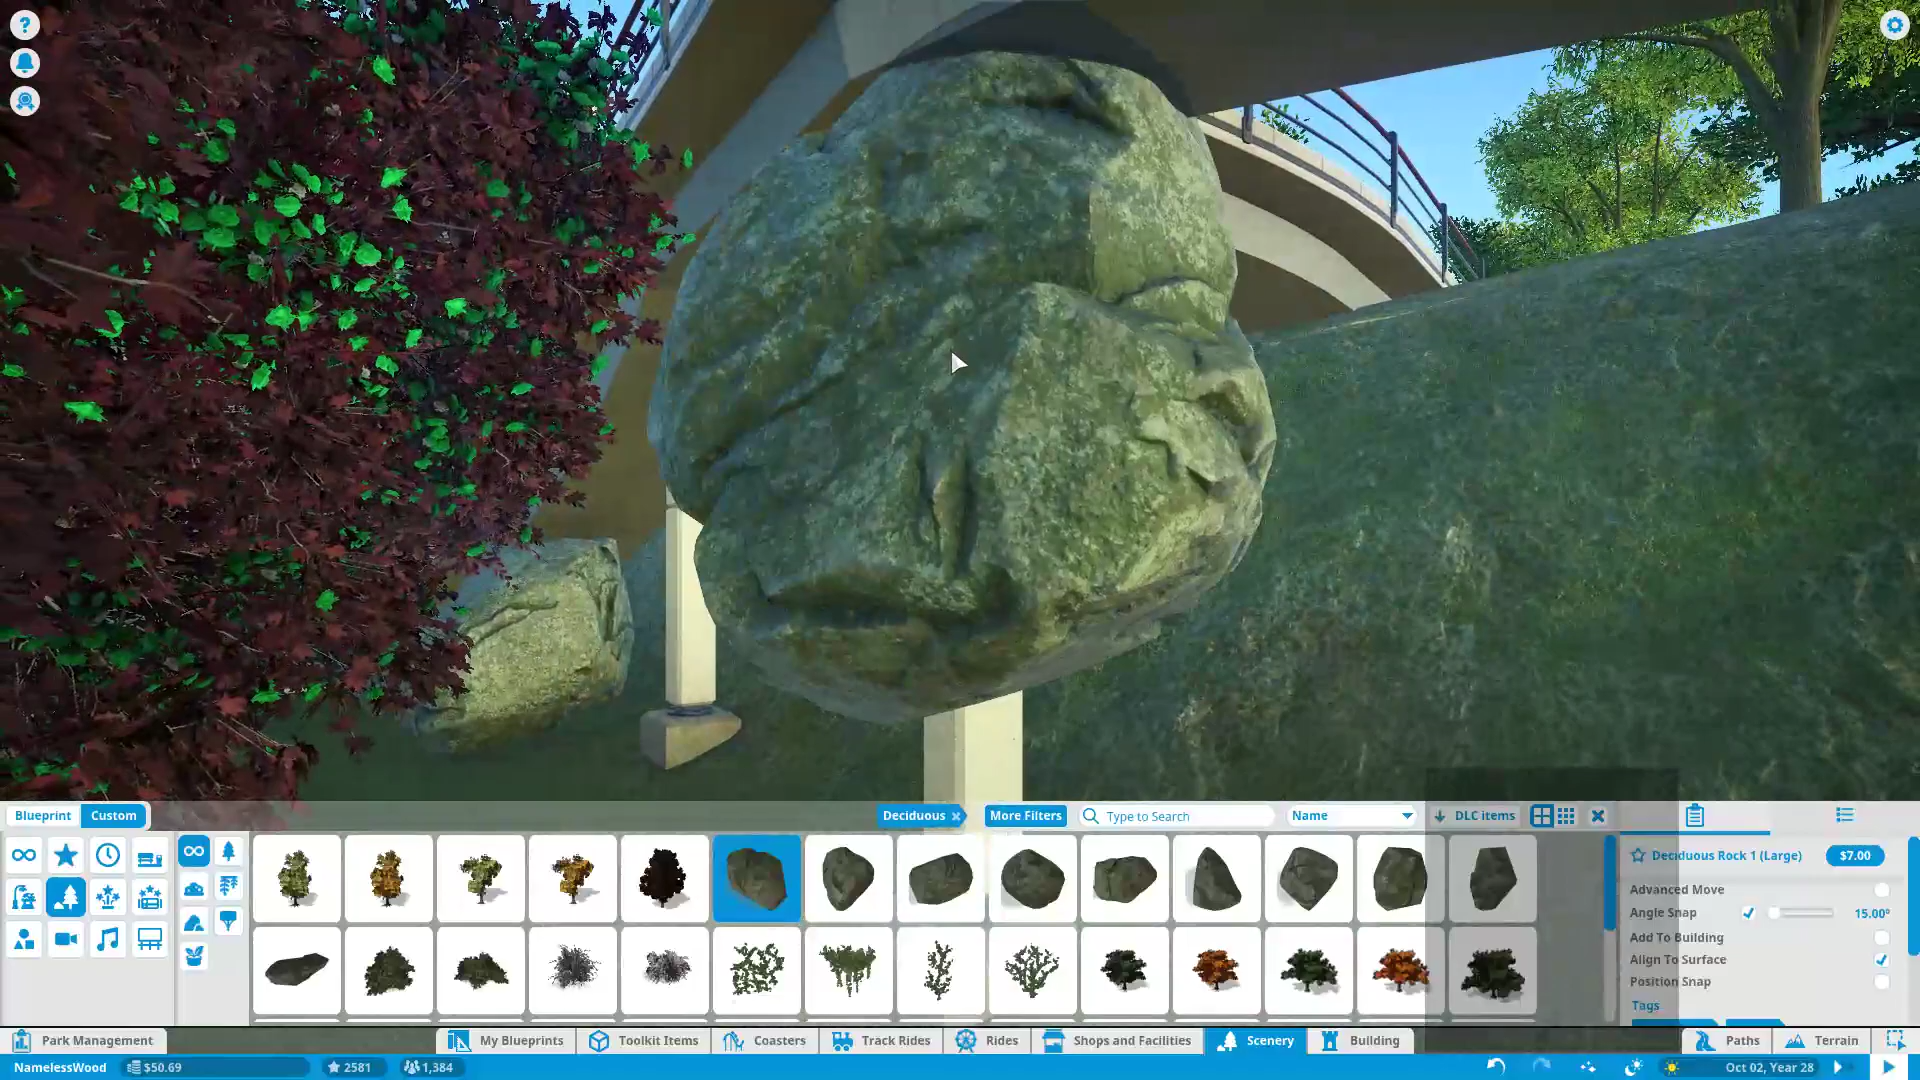 Blueprint Custom Deciduous More Filters Type to Search Name DLC items
Deciduous Rock 1 (Large) $7.00
Advanced Move
Angle Snap 15.00°
Add To Building
Align To Surface
Position Snap
Tags
Park Management My Blueprints Toolkit Items Coasters Track Rides Rides Shops and Facilities Scenery Building Paths Terrain
NamelessWood $50.69 2581 1,384 Oct 02, Year 28